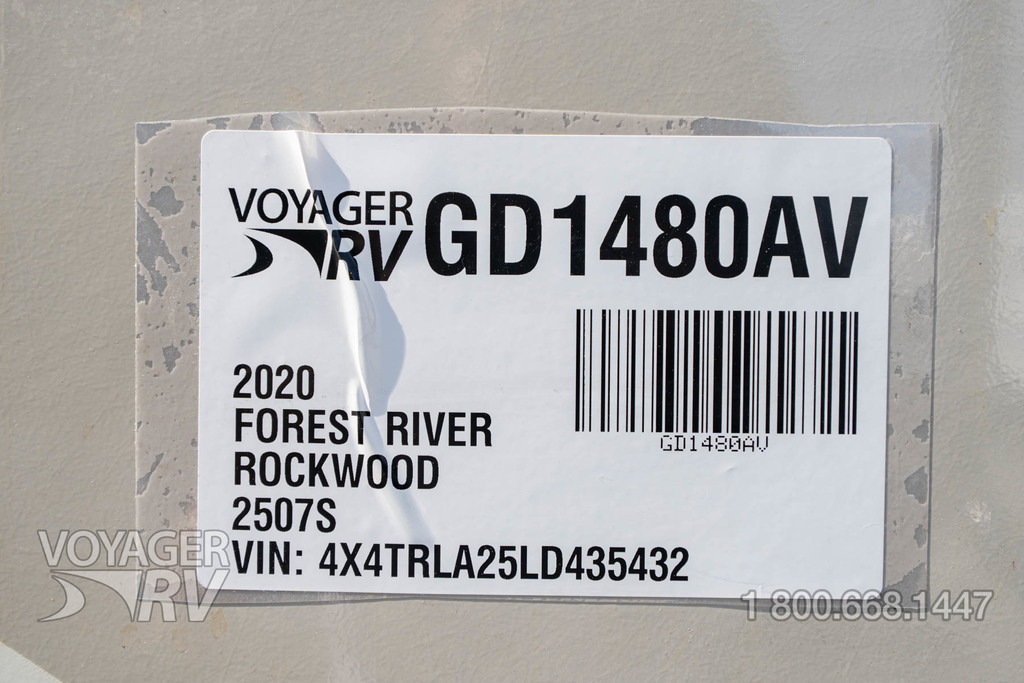 VOYAGER RV
GD1480AV
GD1480AV
2020
FOREST RIVER
ROCKWOOD
2507S
VIN: 4X4TRLA25LD435432
VOYAGER RV
1 800.668.1447